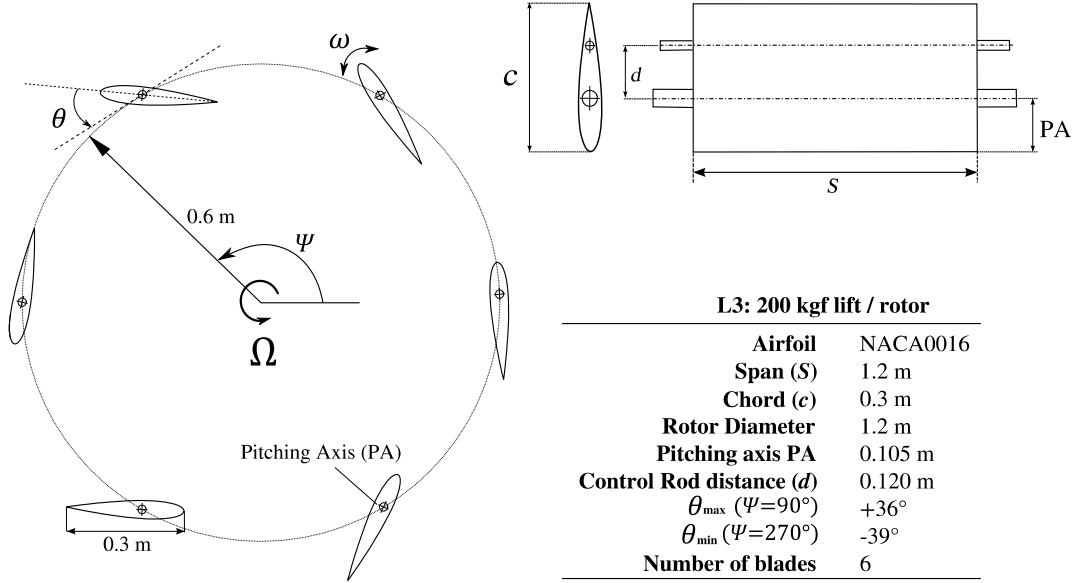 ω
θ
0.6 m
Ψ
Ω
Pitching Axis (PA)
0.3 m
c
d
PA
S
L3: 200 kgf lift / rotor
Airfoil NACA0016
Span (S) 1.2 m
Chord (c) 0.3 m
Rotor Diameter 1.2 m
Pitching axis PA 0.105 m
Control Rod distance (d) 0.120 m
θmax (Ψ=90°) +36°
θmin (Ψ=270°) -39°
Number of blades 6